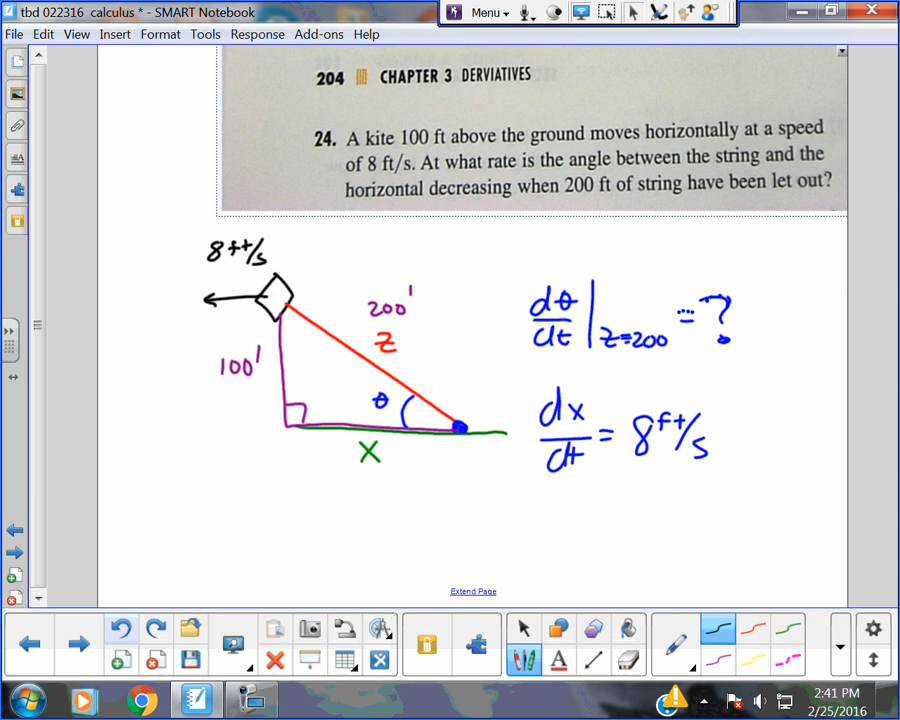 tbd 022316 calculus * - SMART Notebook
Menu
File Edit View Insert Format Tools Response Add-ons Help
204 CHAPTER 3 DERVIATIVES
24. A kite 100 ft above the ground moves horizontally at a speed
of 8 ft/s. At what rate is the angle between the string and the
horizontal decreasing when 200 ft of string have been let out?
8 ft/s
200'
z
100'
θ
x
dθ/dt | z=200 = ?
dx/dt = 8 ft/s
Extend Page
A
2:41 PM
2/25/2016